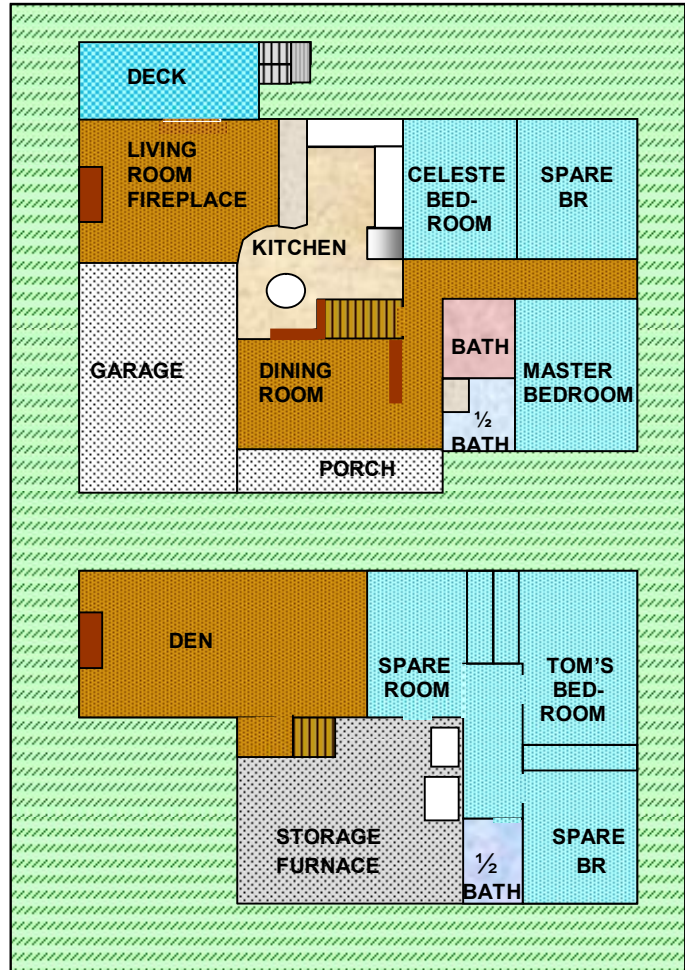 DECK
LIVING
ROOM
FIREPLACE
CELESTE
BED-
ROOM
SPARE
BR
KITCHEN
GARAGE
DINING
ROOM
BATH
½
BATH
MASTER
BEDROOM
PORCH
DEN
SPARE
ROOM
TOM'S
BED-
ROOM
STORAGE
FURNACE
½
BATH
SPARE
BR